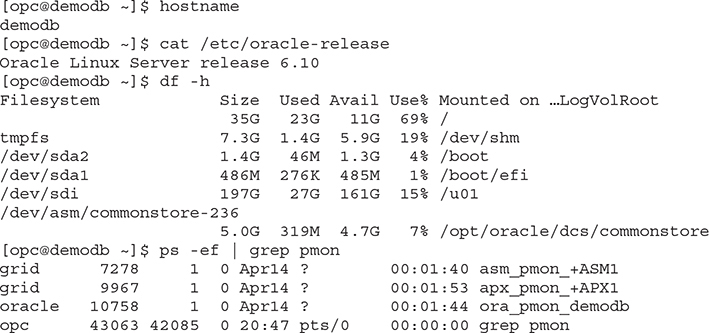 [opc@demodb ~]$ hostname
demodb
[opc@demodb ~]$ cat /etc/oracle-release
Oracle Linux Server release 6.10
[opc@demodb ~]$ df -h
Filesystem Size Used Avail Use% Mounted on …LogVolRoot
35G 23G 11G 69% /
tmpfs 7.3G 1.4G 5.9G 19% /dev/shm
/dev/sda2 1.4G 46M 1.3G 4% /boot
/dev/sda1 486M 276K 485M 1% /boot/efi
/dev/sdi 197G 27G 161G 15% /u01
/dev/asm/commonstore-236
5.0G 319M 4.7G 7% /opt/oracle/dcs/commonstore
[opc@demodb ~]$ ps -ef | grep pmon
grid 7278 1 0 Apr14 ? 00:01:40 asm_pmon_+ASM1
grid 9967 1 0 Apr14 ? 00:01:53 apx_pmon_+APX1
oracle 10758 1 0 Apr14 ? 00:01:44 ora_pmon_demodb
opc 43063 42085 0 20:47 pts/0 00:00:00 grep pmon